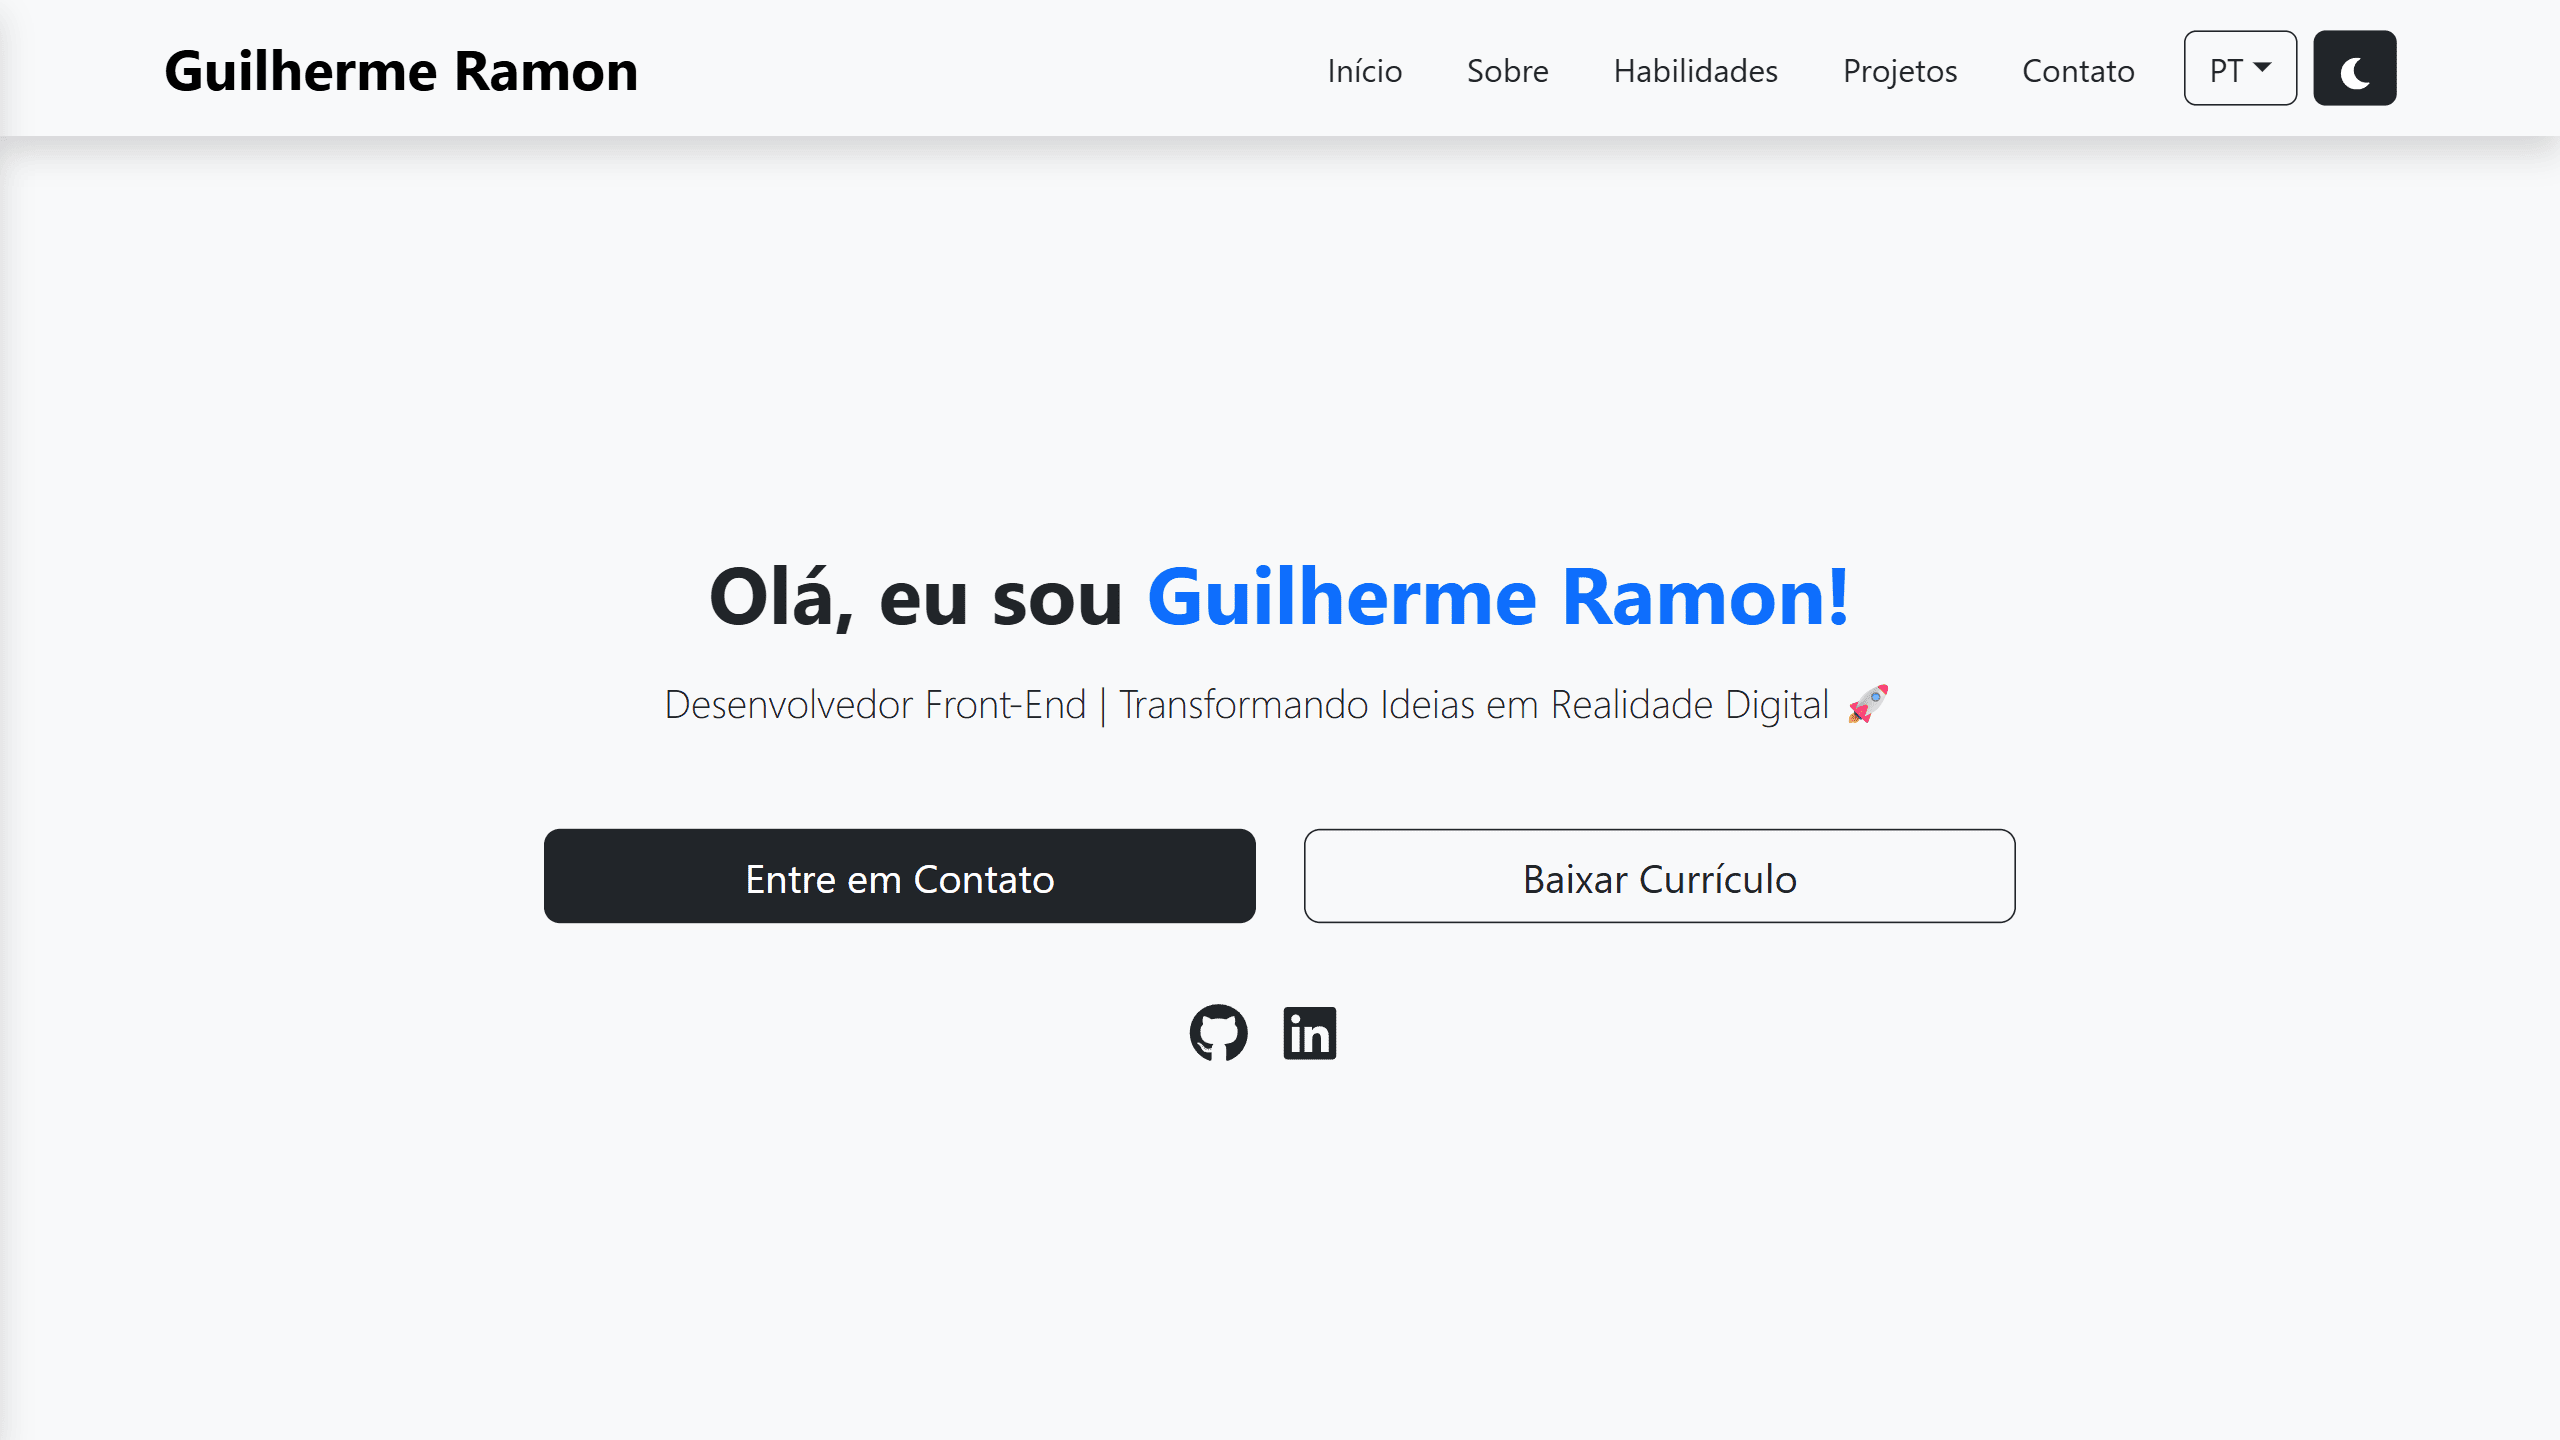 Guilherme Ramon
Início Sobre Habilidades Projetos Contato PT
Olá, eu sou Guilherme Ramon!
Desenvolvedor Front-End | Transformando Ideias em Realidade Digital 🚀
Entre em Contato
Baixar Currículo
in